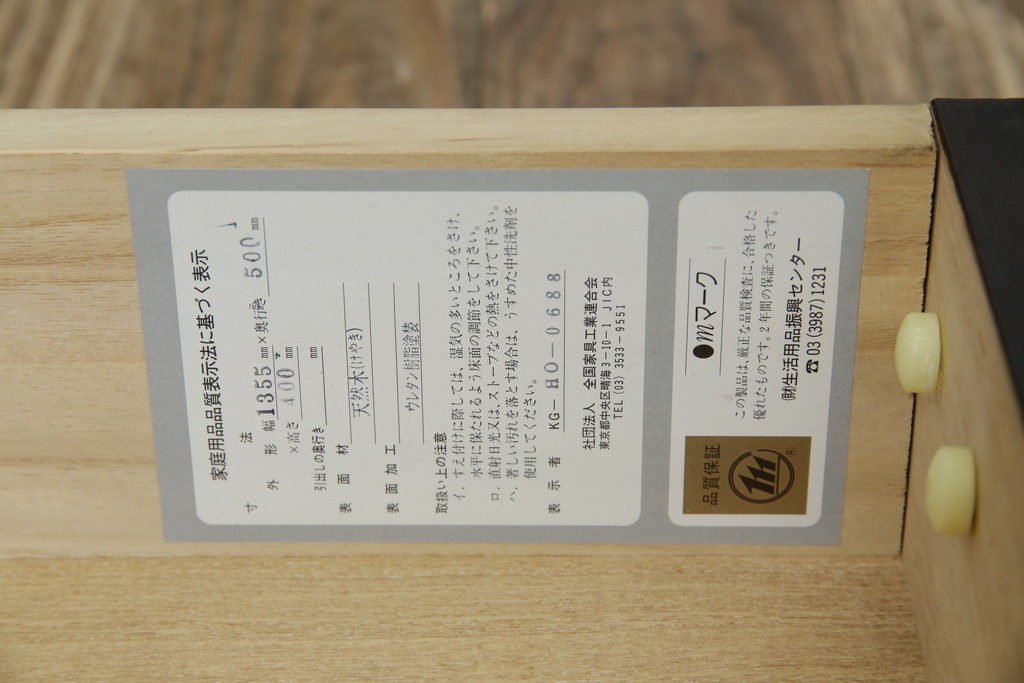 家庭用品品質表示法に基づく表示
寸法
外形 幅1355mm×奥行き500mm
×高さ400mm
引出しの奥行き mm
表面材 天然木(けやき)
表面加工 ウレタン樹脂塗装
取扱い上の注意
イ．すえ付けに際しては、湿気の多いところをさけ、
水平に保たれるよう床面の調節をして下さい。
ロ．直射日光又は、ストーブなどの熱をさけて下さい。
ハ．著しい汚れを落とす場合は、うすめた中性洗剤を
使用してください。
表示者 KG-HO-0688
社団法人 全国家具工業連合会
東京都中央区晴海3-10-1 JIC内
TEL (03) 3533-9551
品質保証
®
●mマーク
この製品は、厳正な品質検査に、合格した
優れたものです。2年間の保証つきです。
(財)生活用品振興センター
☎03(3987)1231